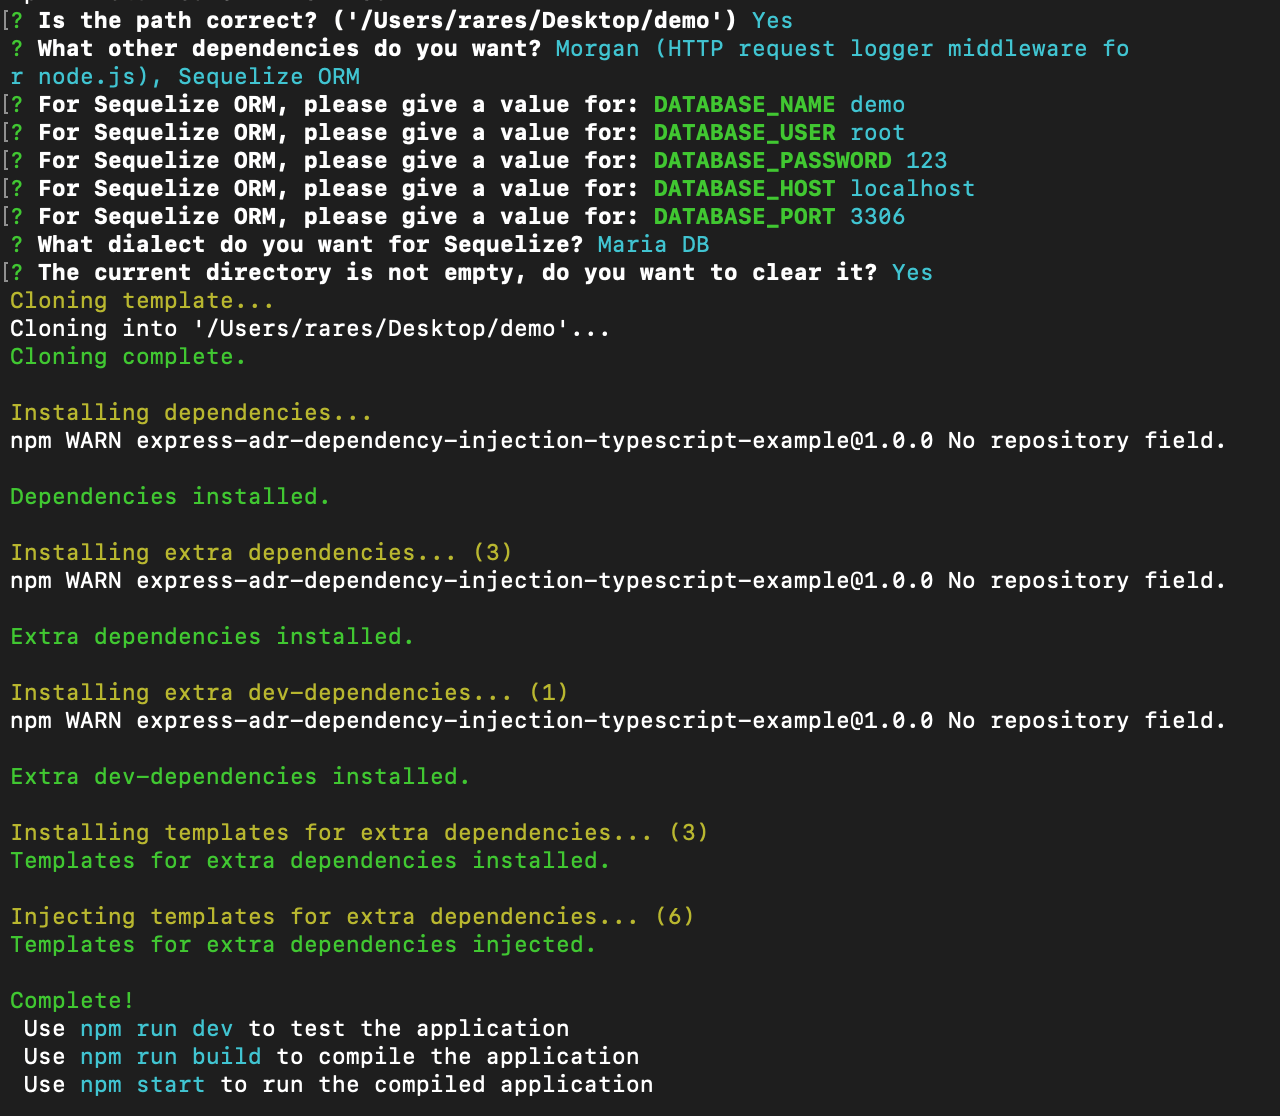 [? Is the path correct? ('/Users/rares/Desktop/demo') Yes
? What other dependencies do you want? Morgan (HTTP request logger middleware fo
r node.js), Sequelize ORM
[? For Sequelize ORM, please give a value for: DATABASE_NAME demo
[? For Sequelize ORM, please give a value for: DATABASE_USER root
[? For Sequelize ORM, please give a value for: DATABASE_PASSWORD 123
[? For Sequelize ORM, please give a value for: DATABASE_HOST localhost
[? For Sequelize ORM, please give a value for: DATABASE_PORT 3306
? What dialect do you want for Sequelize? Maria DB
[? The current directory is not empty, do you want to clear it? Yes
Cloning template...
Cloning into '/Users/rares/Desktop/demo'...
Cloning complete.
Installing dependencies...
npm WARN express-adr-dependency-injection-typescript-example@1.0.0 No repository field.
Dependencies installed.
Installing extra dependencies... (3)
npm WARN express-adr-dependency-injection-typescript-example@1.0.0 No repository field.
Extra dependencies installed.
Installing extra dev-dependencies... (1)
npm WARN express-adr-dependency-injection-typescript-example@1.0.0 No repository field.
Extra dev-dependencies installed.
Installing templates for extra dependencies... (3)
Templates for extra dependencies installed.
Injecting templates for extra dependencies... (6)
Templates for extra dependencies injected.
Complete!
Use npm run dev to test the application
Use npm run build to compile the application
Use npm start to run the compiled application